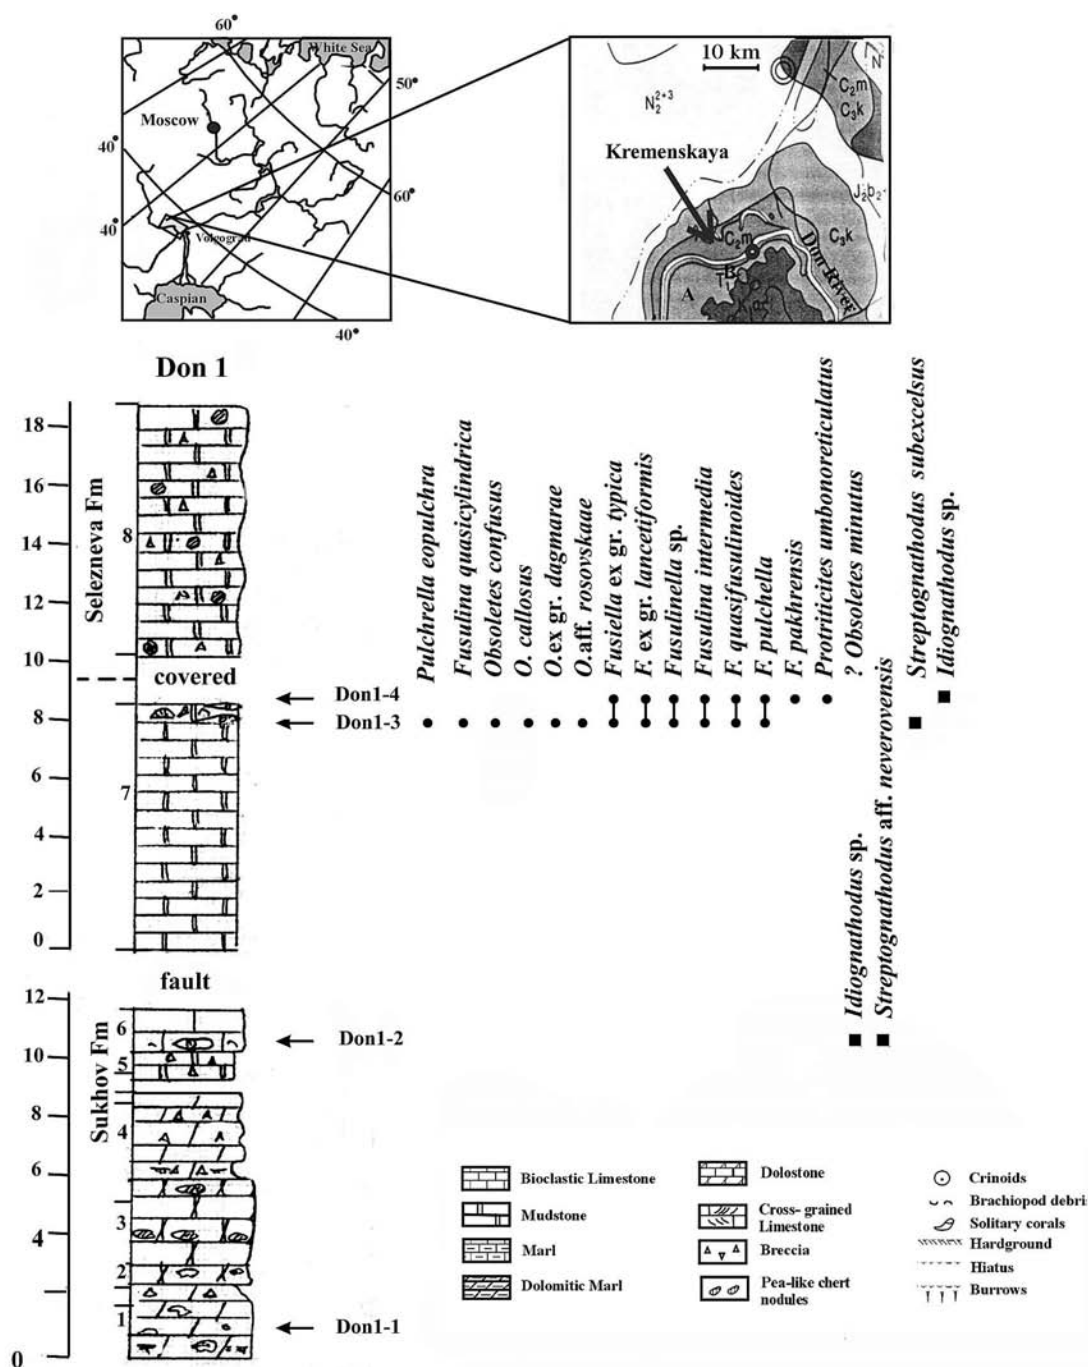 60°
White Sea
50°
Moscow
40°
60°
40°
Volgograd
Caspian
40°
10 km
N
C₂m
C₃k
N₂²⁺³
Kremenskaya
J₂b₂
C₂m
C₃k
Don River
B
A
Don 1
18
16
14
12
10
8
6
4
2
0
Selezneva Fm
8
covered
7
Don1-4
Don1-3
Pulchrella eopulchra
Fusulina quasicylindrica
Obsoletes confusus
O. callosus
O.ex gr. dagmarae
O.aff. rosovskaae
Fusiella ex gr. typica
F. ex gr. lancetiformis
Fusulinella sp.
Fusulina intermedia
F. quasifusulinoides
F. pulchella
F. pakhrensis
Protriticites umbonoreticulatus
? Obsoletes minutus
Streptognathodus subexcelsus
Idiognathodus sp.
Idiognathodus sp.
Streptognathodus aff. neverovensis
fault
12
10
8
6
4
0
Sukhov Fm
6
5
4
3
2
1
Don1-2
Don1-1
Bioclastic Limestone
Mudstone
Marl
Dolomitic Marl
Dolostone
Cross- grained
Limestone
Breccia
Pea-like chert
nodules
Crinoids
Brachiopod debri
Solitary corals
Hardground
Hiatus
Burrows